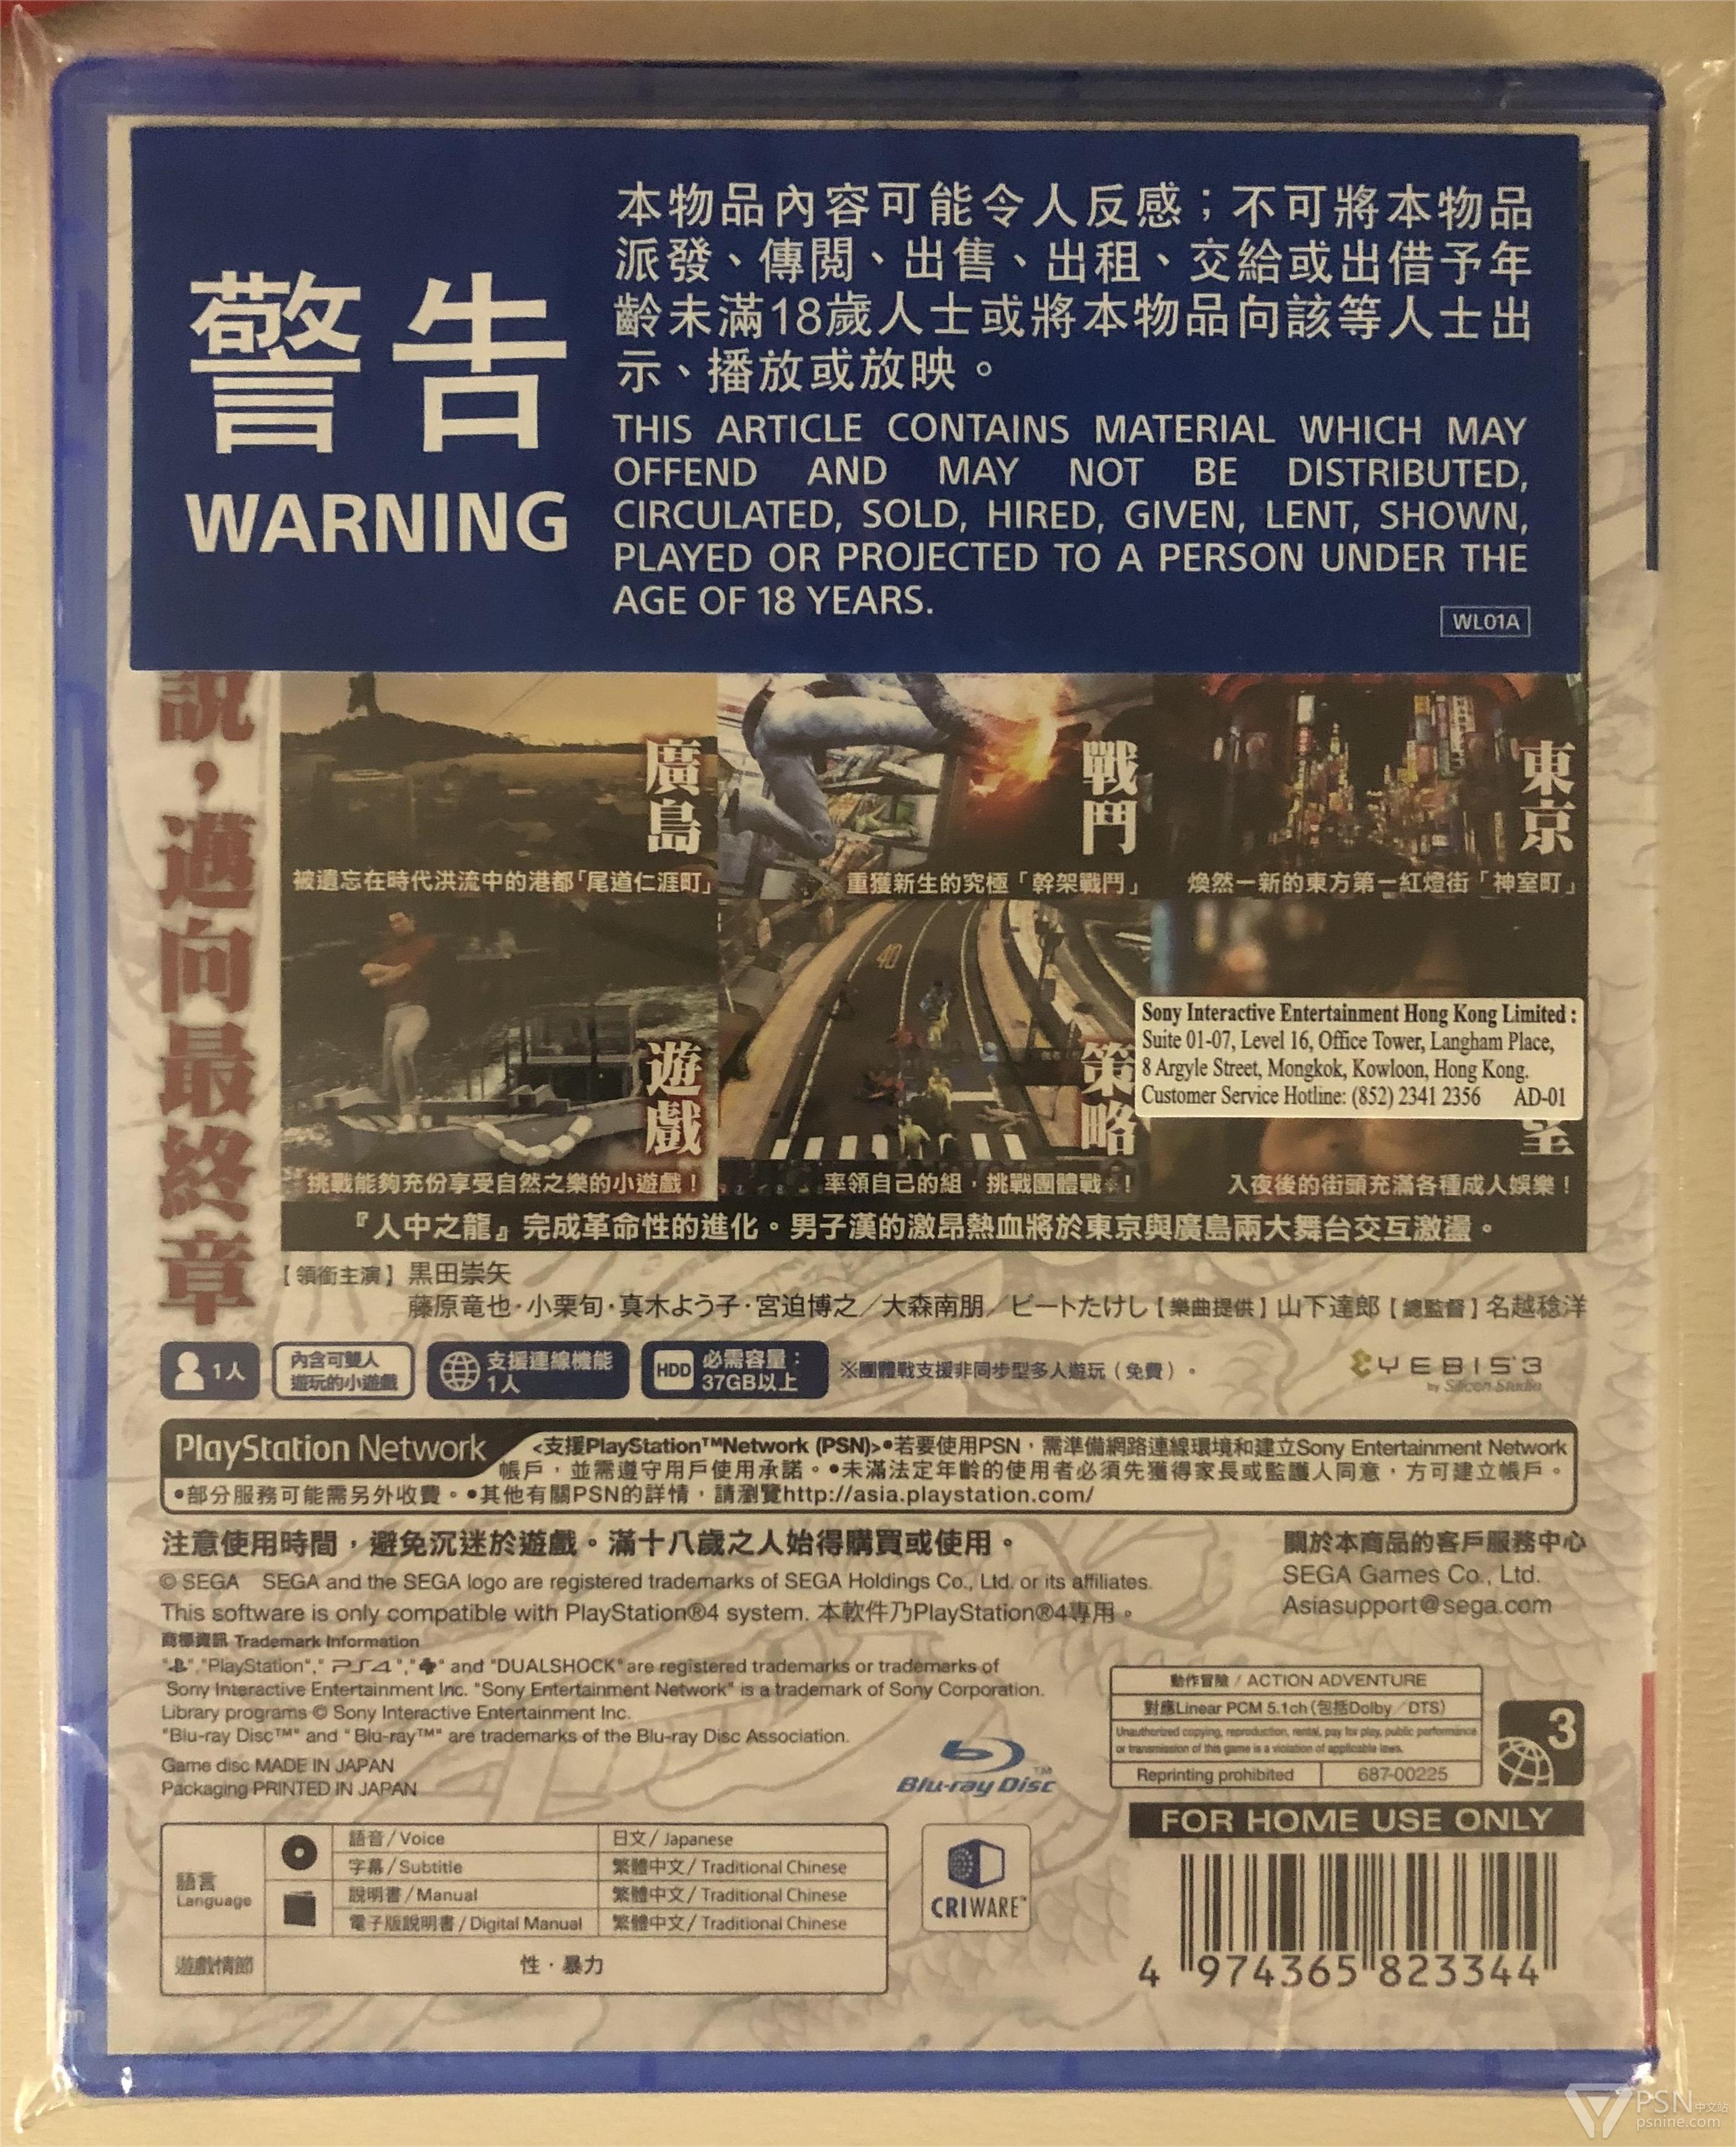 警告
WARNING
本物品內容可能令人反感；不可將本物品
派發、傳閱、出售、出租、交給或出借予年
齡未滿18歲人士或將本物品向該等人士出
示、播放或放映。
THIS ARTICLE CONTAINS MATERIAL WHICH MAY
OFFEND AND MAY NOT BE DISTRIBUTED,
CIRCULATED, SOLD, HIRED, GIVEN, LENT, SHOWN,
PLAYED OR PROJECTED TO A PERSON UNDER THE
AGE OF 18 YEARS.
WL01A
說，邁向最終章
廣島
被遺忘在時代洪流中的港都「尾道仁涯町」
戰鬥
重獲新生的究極「幹架戰鬥」
東京
煥然一新的東方第一紅燈街「神室町」
遊戲
挑戰能夠充份享受自然之樂的小遊戲！
40
策略
率領自己的組，挑戰團體戰！
Sony Interactive Entertainment Hong Kong Limited :
Suite 01-07, Level 16, Office Tower, Langham Place,
8 Argyle Street, Mongkok, Kowloon, Hong Kong.
Customer Service Hotline: (852) 2341 2356 AD-01
望
入夜後的街頭充滿各種成人娛樂！
『人中之龍』完成革命性的進化。男子漢的激昂熱血將於東京與廣島兩大舞台交互激盪。
【領銜主演】黒田崇矢
藤原竜也・小栗旬・真木よう子・宮迫博之／大森南朋／ビートたけし【樂曲提供】山下達郎【總監督】名越稔洋
1人
內含可雙人
遊玩的小遊戲
支援連線機能
1人
HDD
必需容量：
37GB以上
※團體戰支援非同步型多人遊玩（免費）。
YEBIS3
by Silicon Studio
PlayStation Network
<支援PlayStation™Network (PSN)>●若要使用PSN，需準備網路連線環境和建立Sony Entertainment Network
帳戶，並需遵守用戶使用承諾。●未滿法定年齡的使用者必須先獲得家長或監護人同意，方可建立帳戶。
●部分服務可能需另外收費。●其他有關PSN的詳情，請瀏覽http://asia.playstation.com/
注意使用時間，避免沉迷於遊戲。滿十八歲之人始得購買或使用。
© SEGA SEGA and the SEGA logo are registered trademarks of SEGA Holdings Co., Ltd. or its affiliates.
This software is only compatible with PlayStation®4 system. 本軟件乃PlayStation®4專用。
關於本商品的客戶服務中心
SEGA Games Co., Ltd.
Asiasupport@sega.com
商標資訊 Trademark Information
"", "PlayStation", "PS4", "" and "DUALSHOCK" are registered trademarks or trademarks of
Sony Interactive Entertainment Inc. "Sony Entertainment Network" is a trademark of Sony Corporation.
Library programs © Sony Interactive Entertainment Inc.
"Blu-ray Disc™" and "Blu-ray™" are trademarks of the Blu-ray Disc Association.
Game disc MADE IN JAPAN
Packaging PRINTED IN JAPAN
Blu-ray Disc™
動作冒險 / ACTION ADVENTURE
對應Linear PCM 5.1ch（包括Dolby／DTS）
Unauthorized copying, reproduction, rental, pay for play, public performance
or transmission of this game is a violation of applicable laws.
Reprinting prohibited 687-00225
3
FOR HOME USE ONLY
語言
Language
語音 / Voice 日文 / Japanese
字幕 / Subtitle 繁體中文 / Traditional Chinese
說明書 / Manual 繁體中文 / Traditional Chinese
電子版說明書 / Digital Manual 繁體中文 / Traditional Chinese
遊戲情節 性・暴力
CRIWARE™
4 974365 823344
PSN中文站
psnine.com